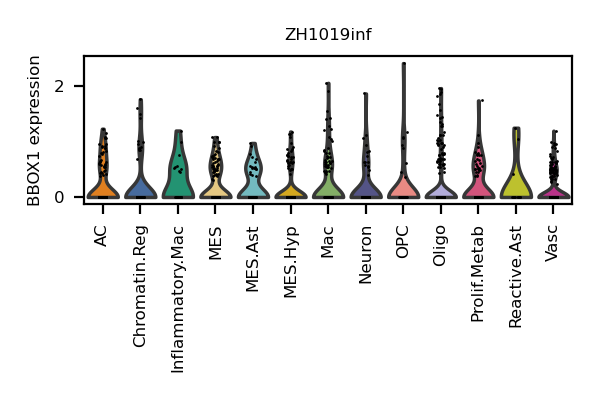 ZH1019inf
BBOX1 expression
2
0
AC
Chromatin.Reg
Inflammatory.Mac
MES
MES.Ast
MES.Hyp
Mac
Neuron
OPC
Oligo
Prolif.Metab
Reactive.Ast
Vasc